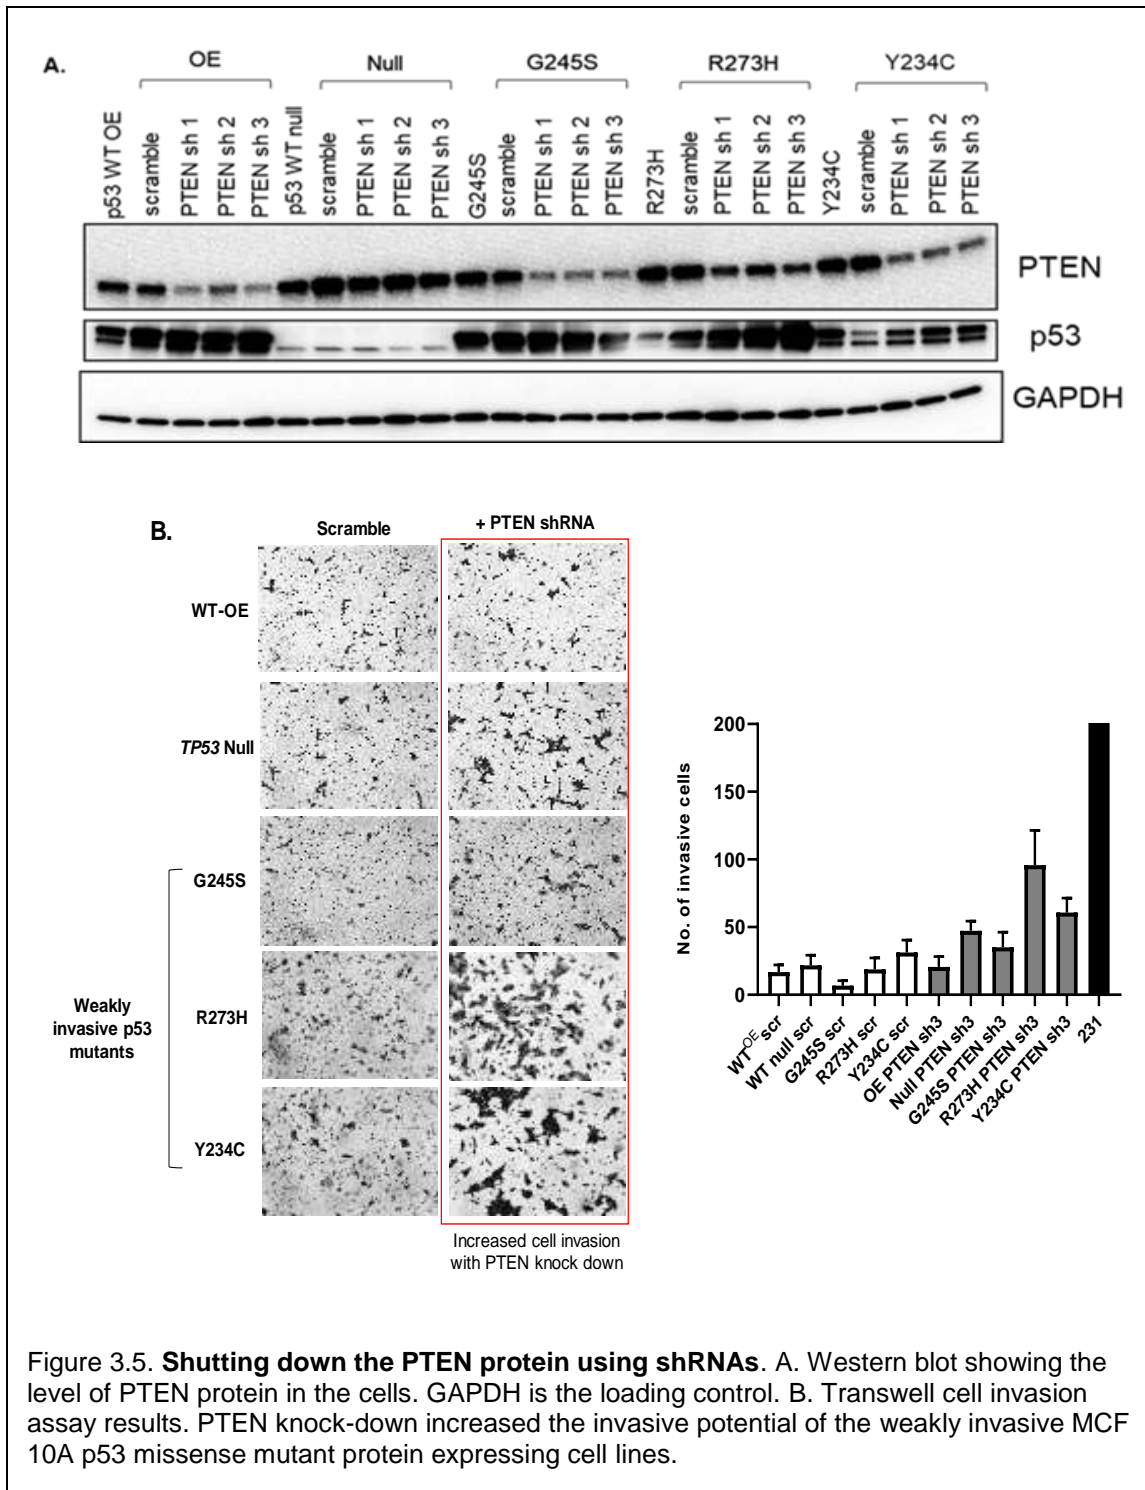 A.
OE
Null
G245S
R273H
Y234C
p53 WT OE
scramble
PTEN sh 1
PTEN sh 2
PTEN sh 3
p53 WT null
scramble
PTEN sh 1
PTEN sh 2
PTEN sh 3
G245S
scramble
PTEN sh 1
PTEN sh 2
PTEN sh 3
R273H
scramble
PTEN sh 1
PTEN sh 2
PTEN sh 3
Y234C
scramble
PTEN sh 1
PTEN sh 2
PTEN sh 3
PTEN
p53
GAPDH
B.
Scramble
+ PTEN shRNA
WT-OE
TP53 Null
G245S
R273H
Y234C
Weakly
invasive p53
mutants
Increased cell invasion
with PTEN knock down
No. of invasive cells
200
150
100
50
0
WTOE scr
WT null scr
G245S scr
R273H scr
Y234C scr
OE PTEN sh3
Null PTEN sh3
G245S PTEN sh3
R273H PTEN sh3
Y234C PTEN sh3
231
Figure 3.5. Shutting down the PTEN protein using shRNAs. A. Western blot showing the
level of PTEN protein in the cells. GAPDH is the loading control. B. Transwell cell invasion
assay results. PTEN knock-down increased the invasive potential of the weakly invasive MCF
10A p53 missense mutant protein expressing cell lines.